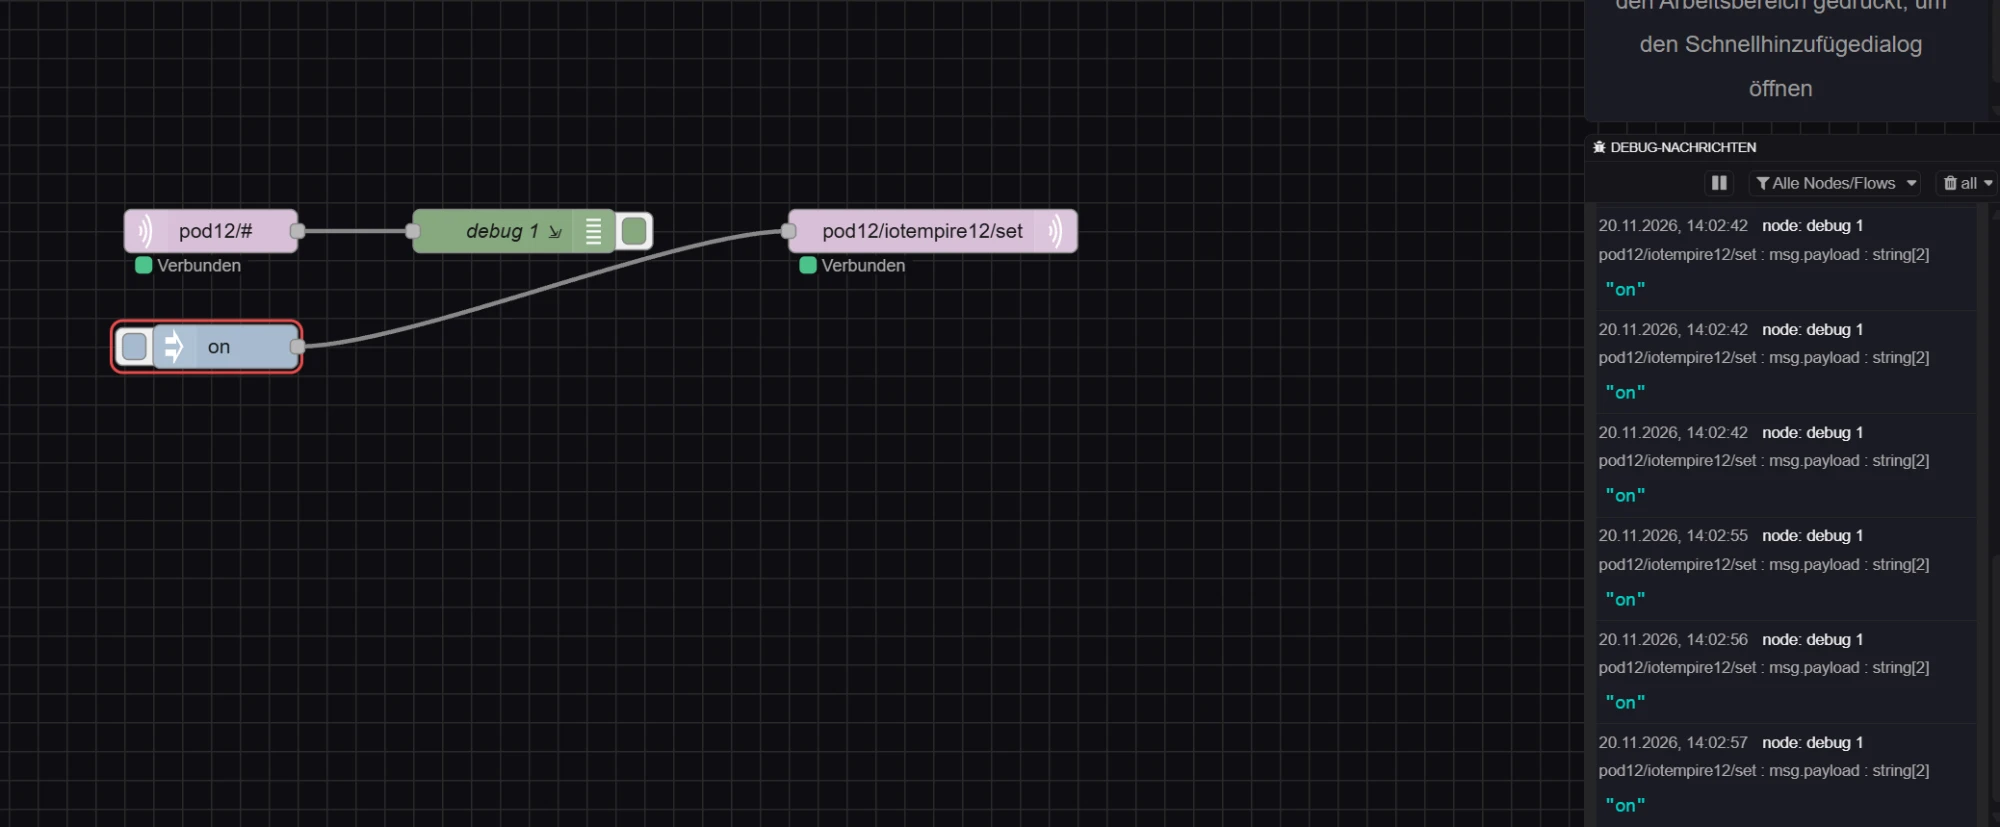 den Arbeitsbereich gedrückt, um
den Schnellhinzufügedialog
öffnen
DEBUG-NACHRICHTEN
Alle Nodes/Flows
all
pod12/#
debug 1
pod12/iotempire12/set
Verbunden
Verbunden
on
20.11.2026, 14:02:42 node: debug 1
pod12/iotempire12/set : msg.payload : string[2]
"on"
20.11.2026, 14:02:42 node: debug 1
pod12/iotempire12/set : msg.payload : string[2]
"on"
20.11.2026, 14:02:42 node: debug 1
pod12/iotempire12/set : msg.payload : string[2]
"on"
20.11.2026, 14:02:55 node: debug 1
pod12/iotempire12/set : msg.payload : string[2]
"on"
20.11.2026, 14:02:56 node: debug 1
pod12/iotempire12/set : msg.payload : string[2]
"on"
20.11.2026, 14:02:57 node: debug 1
pod12/iotempire12/set : msg.payload : string[2]
"on"